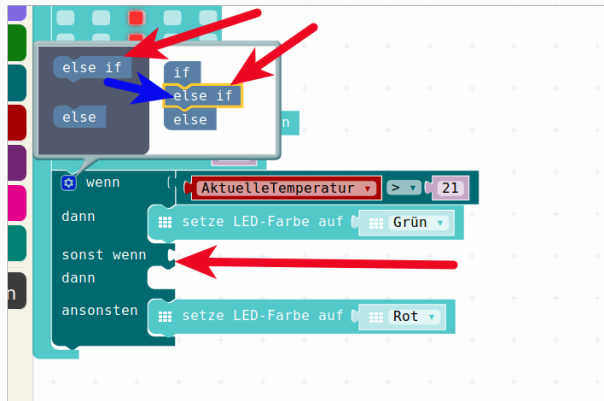 else if
if
else if
else
else
n
wenn AktuelleTemperatur > 21
dann setze LED-Farbe auf Grün
sonst wenn
dann
n
ansonsten setze LED-Farbe auf Rot